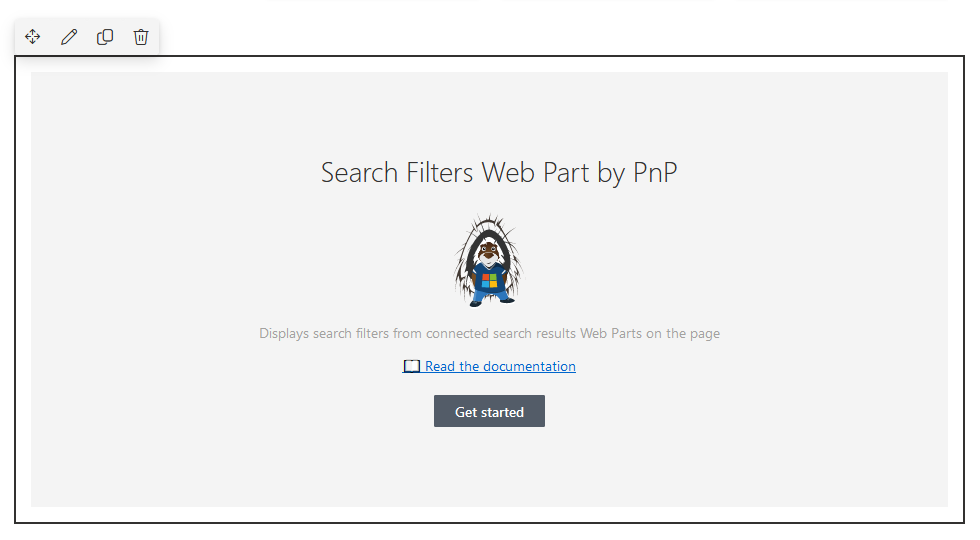 Search Filters Web Part by PnP
Displays search filters from connected search results Web Parts on the page
Read the documentation
Get started